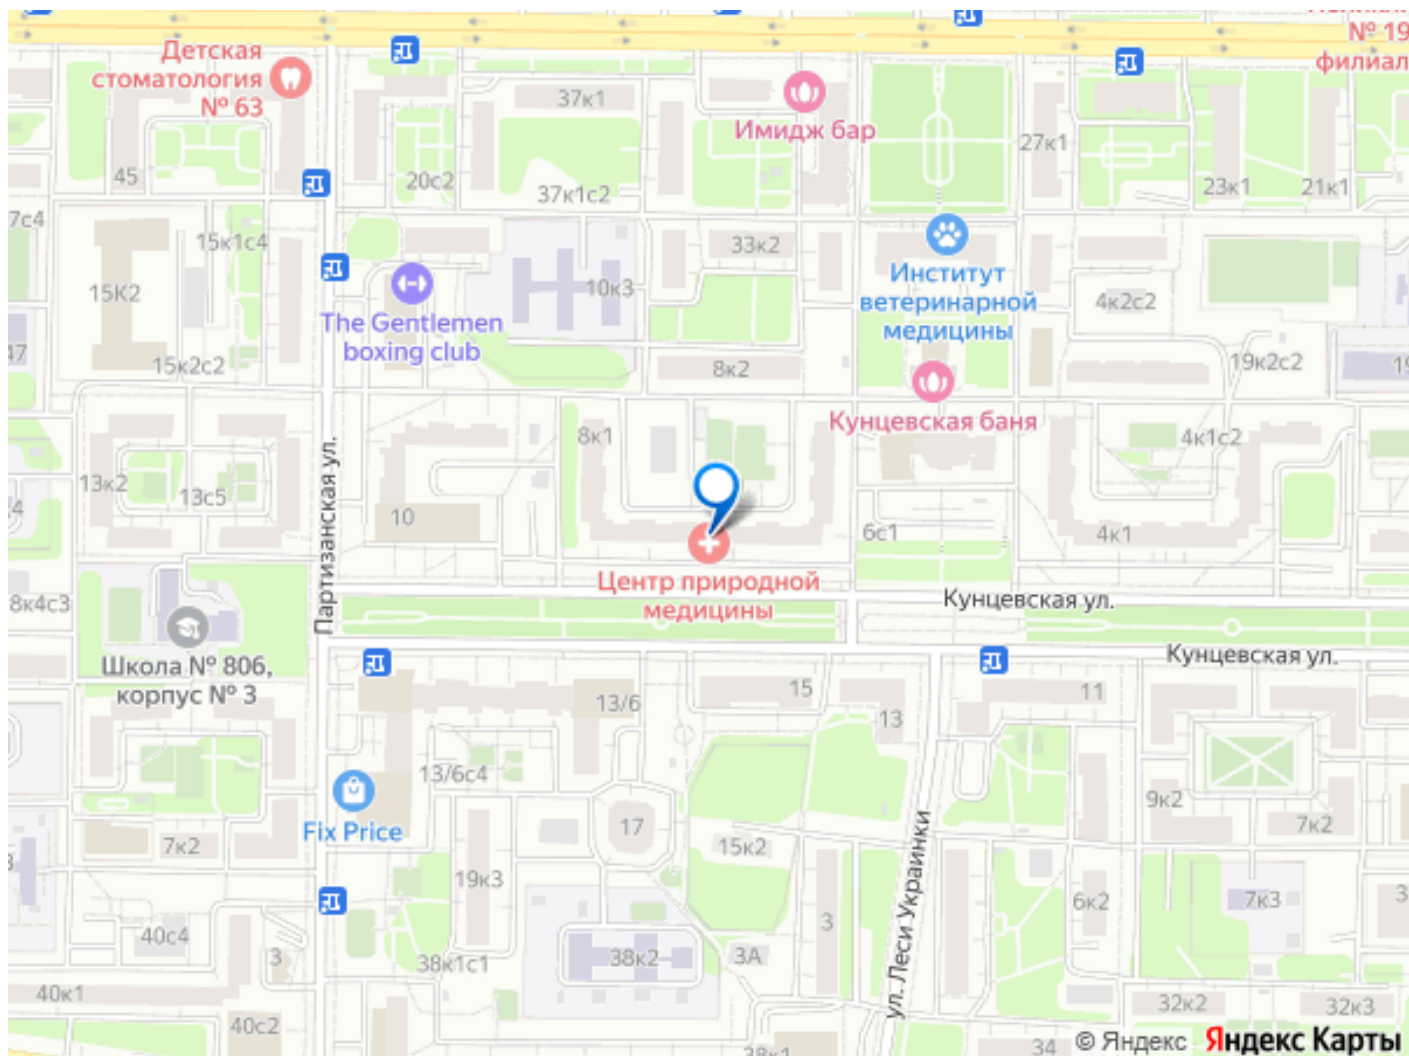 Детская
стоматология
№ 63
№ 19
филиал
37к1
Имидж бар
27к1
45
20с2
37к1с2
23к1
21к1
7с4
15к1с4
33к2
Институт
ветеринарной
медицины
15К2
10к3
4к2с2
The Gentlemen
boxing club
47
15к2с2
8к2
19к2с2
19
Кунцевская баня
8к1
4к1с2
Партизанская ул.
13к2
13с5
4
10
6с1
4к1
Центр природной
медицины
8к4с3
Кунцевская ул.
Школа № 806,
корпус № 3
Кунцевская ул.
13/6
15
13
11
13/6с4
Fix Price
17
9к2
7к2
7к2
15к2
ул. Леси Украинки
19к3
3
6к2
7к3
3
40с4
3
38к1с1
38к2
3А
40к1
40с2
32к2
32к3
38к1
34
© Яндекс Яндекс Карты